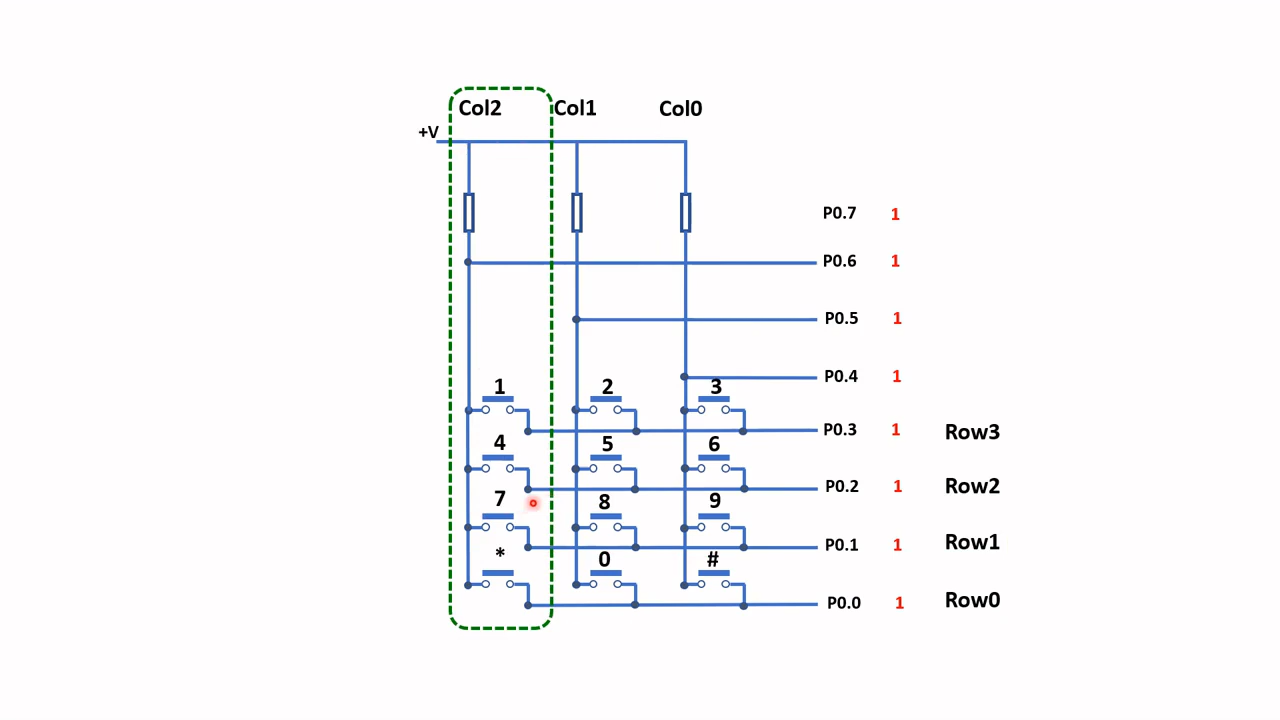 Col2 Col1 Col0
+V
P0.7 1
P0.6 1
P0.5 1
P0.4 1
1 2 3
P0.3 1 Row3
4 5 6
P0.2 1 Row2
7 8 9
P0.1 1 Row1
* 0 #
P0.0 1 Row0